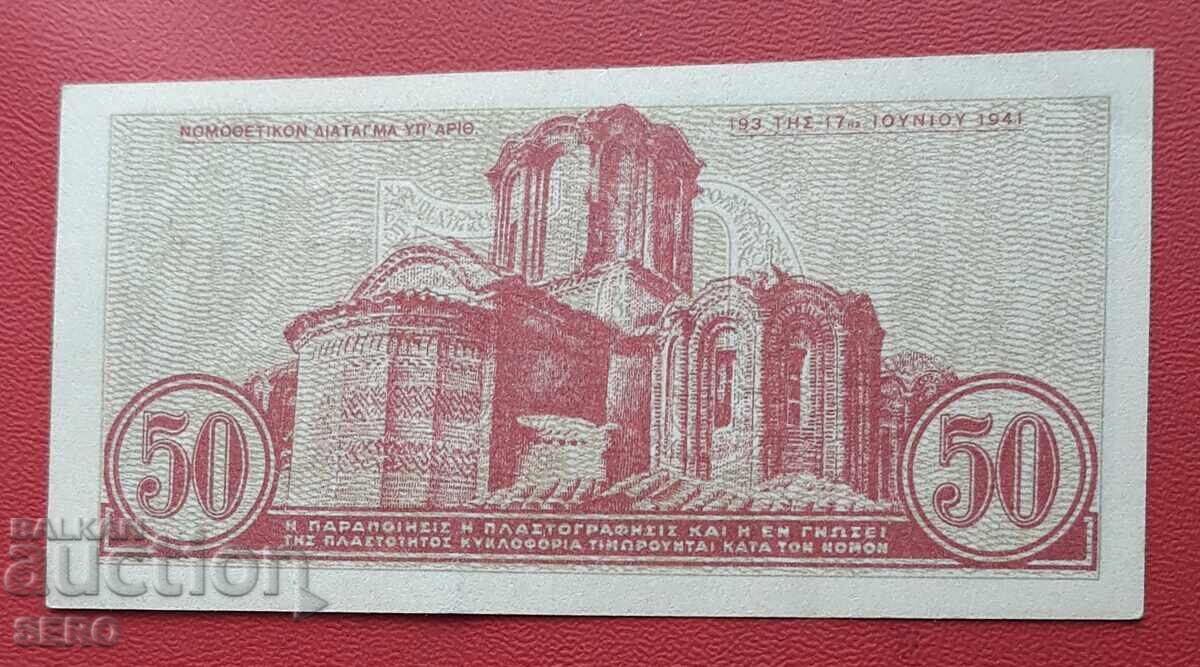 ΝΟΜΟΘΕΤΙΚΟΝ ΔΙΑΤΑΓΜΑ ΥΠ' ΑΡΙΘ. 193 ΤΗΣ 17ης ΙΟΥΝΙΟΥ 1941
50 50
Η ΠΑΡΑΠΟΙΗΣΙΣ Η ΠΛΑΣΤΟΓΡΑΦΗΣΙΣ ΚΑΙ Η ΕΝ ΓΝΩΣΕΙ
ΤΗΣ ΠΛΑΣΤΟΤΗΤΟΣ ΚΥΚΛΟΦΟΡΙΑ ΤΙΜΩΡΟΥΝΤΑΙ ΚΑΤΑ ΤΟΝ ΝΟΜΟΝ
BALKAN
auction
SERO